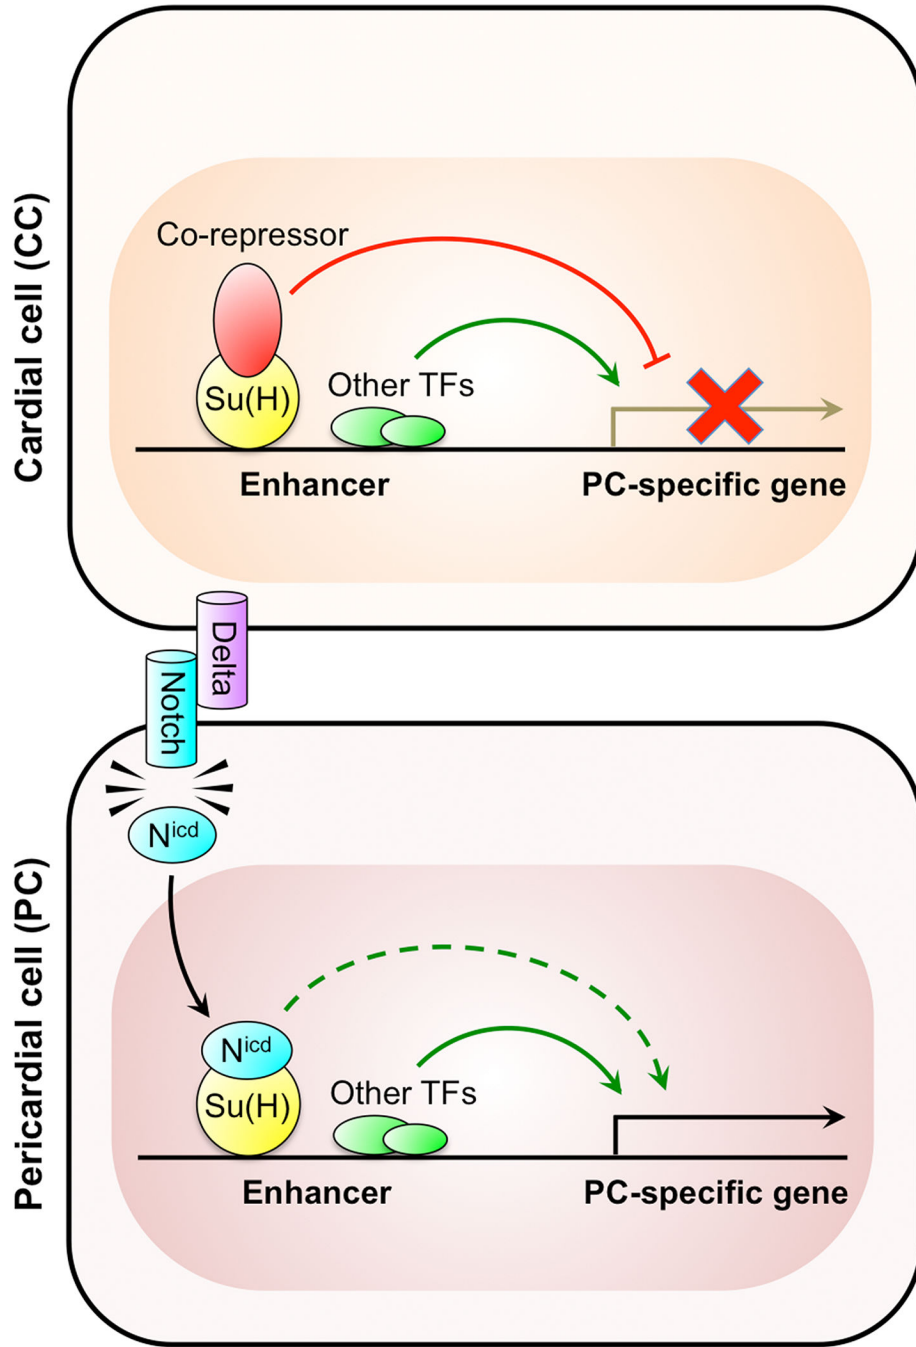 Cardial cell (CC)
Co-repressor
Su(H)
Other TFs
Enhancer
PC-specific gene
Delta
Notch
Nicd
Pericardial cell (PC)
Nicd
Su(H)
Other TFs
Enhancer
PC-specific gene